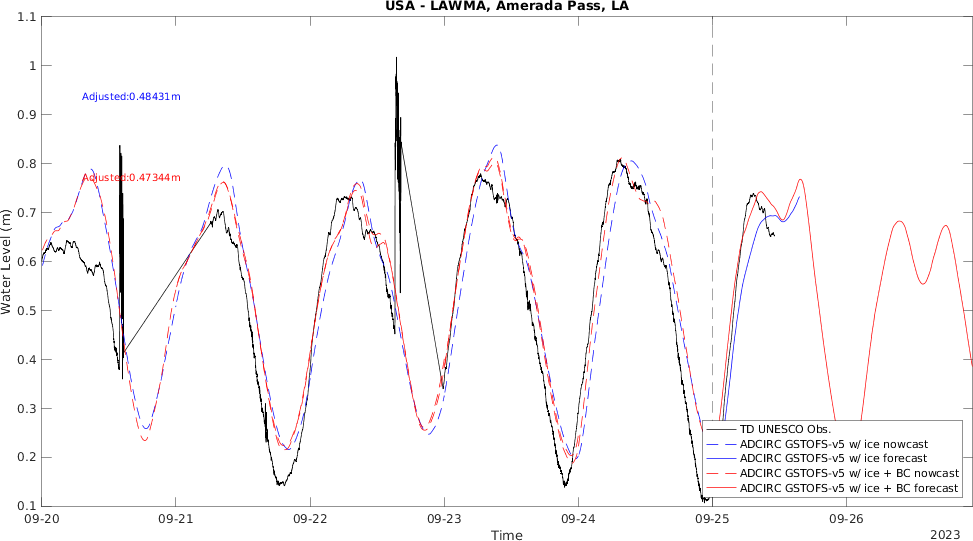 USA - LAWMA, Amerada Pass, LA
1.1
1
0.9
0.8
0.7
0.6
0.5
0.4
0.3
0.2
0.1
Water Level (m)
Adjusted:0.48431m
Adjusted:0.47344m
TD UNESCO Obs.
ADCIRC GSTOFS-v5 w/ ice nowcast
ADCIRC GSTOFS-v5 w/ ice forecast
ADCIRC GSTOFS-v5 w/ ice + BC nowcast
ADCIRC GSTOFS-v5 w/ ice + BC forecast
09-20 09-21 09-22 09-23 09-24 09-25 09-26
Time
2023